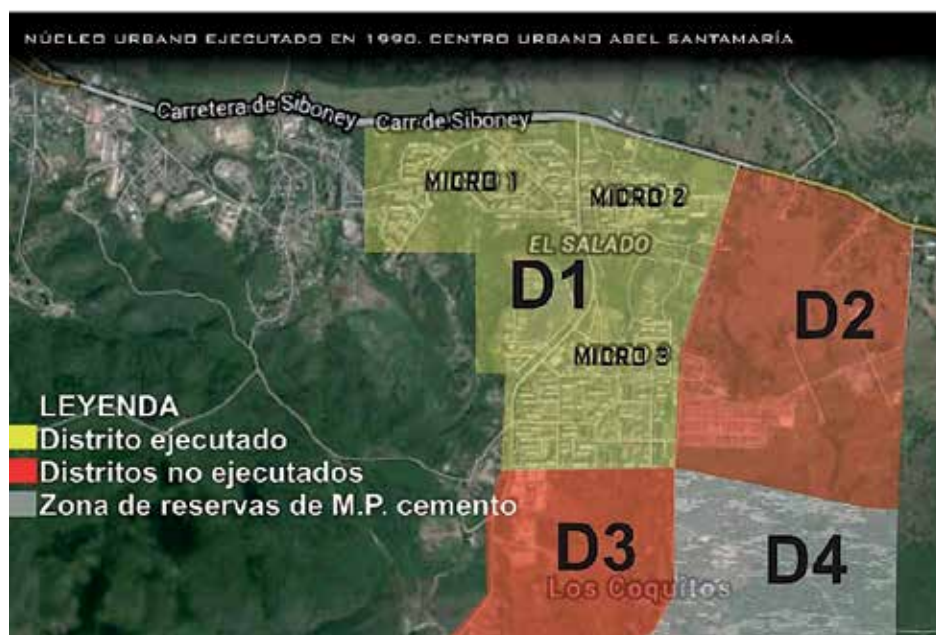 NÚCLEO URBANO EJECUTADO EN 1990. CENTRO URBANO ABEL SANTAMARÍA
Carretera de Siboney
Carr de Siboney
MICRO 1
MICRO 2
EL SALADO
D1
D2
MICRO 3
LEYENDA
Distrito ejecutado
Distritos no ejecutados
Zona de reservas de M.P. cemento
D3
D4
Los Coquitos